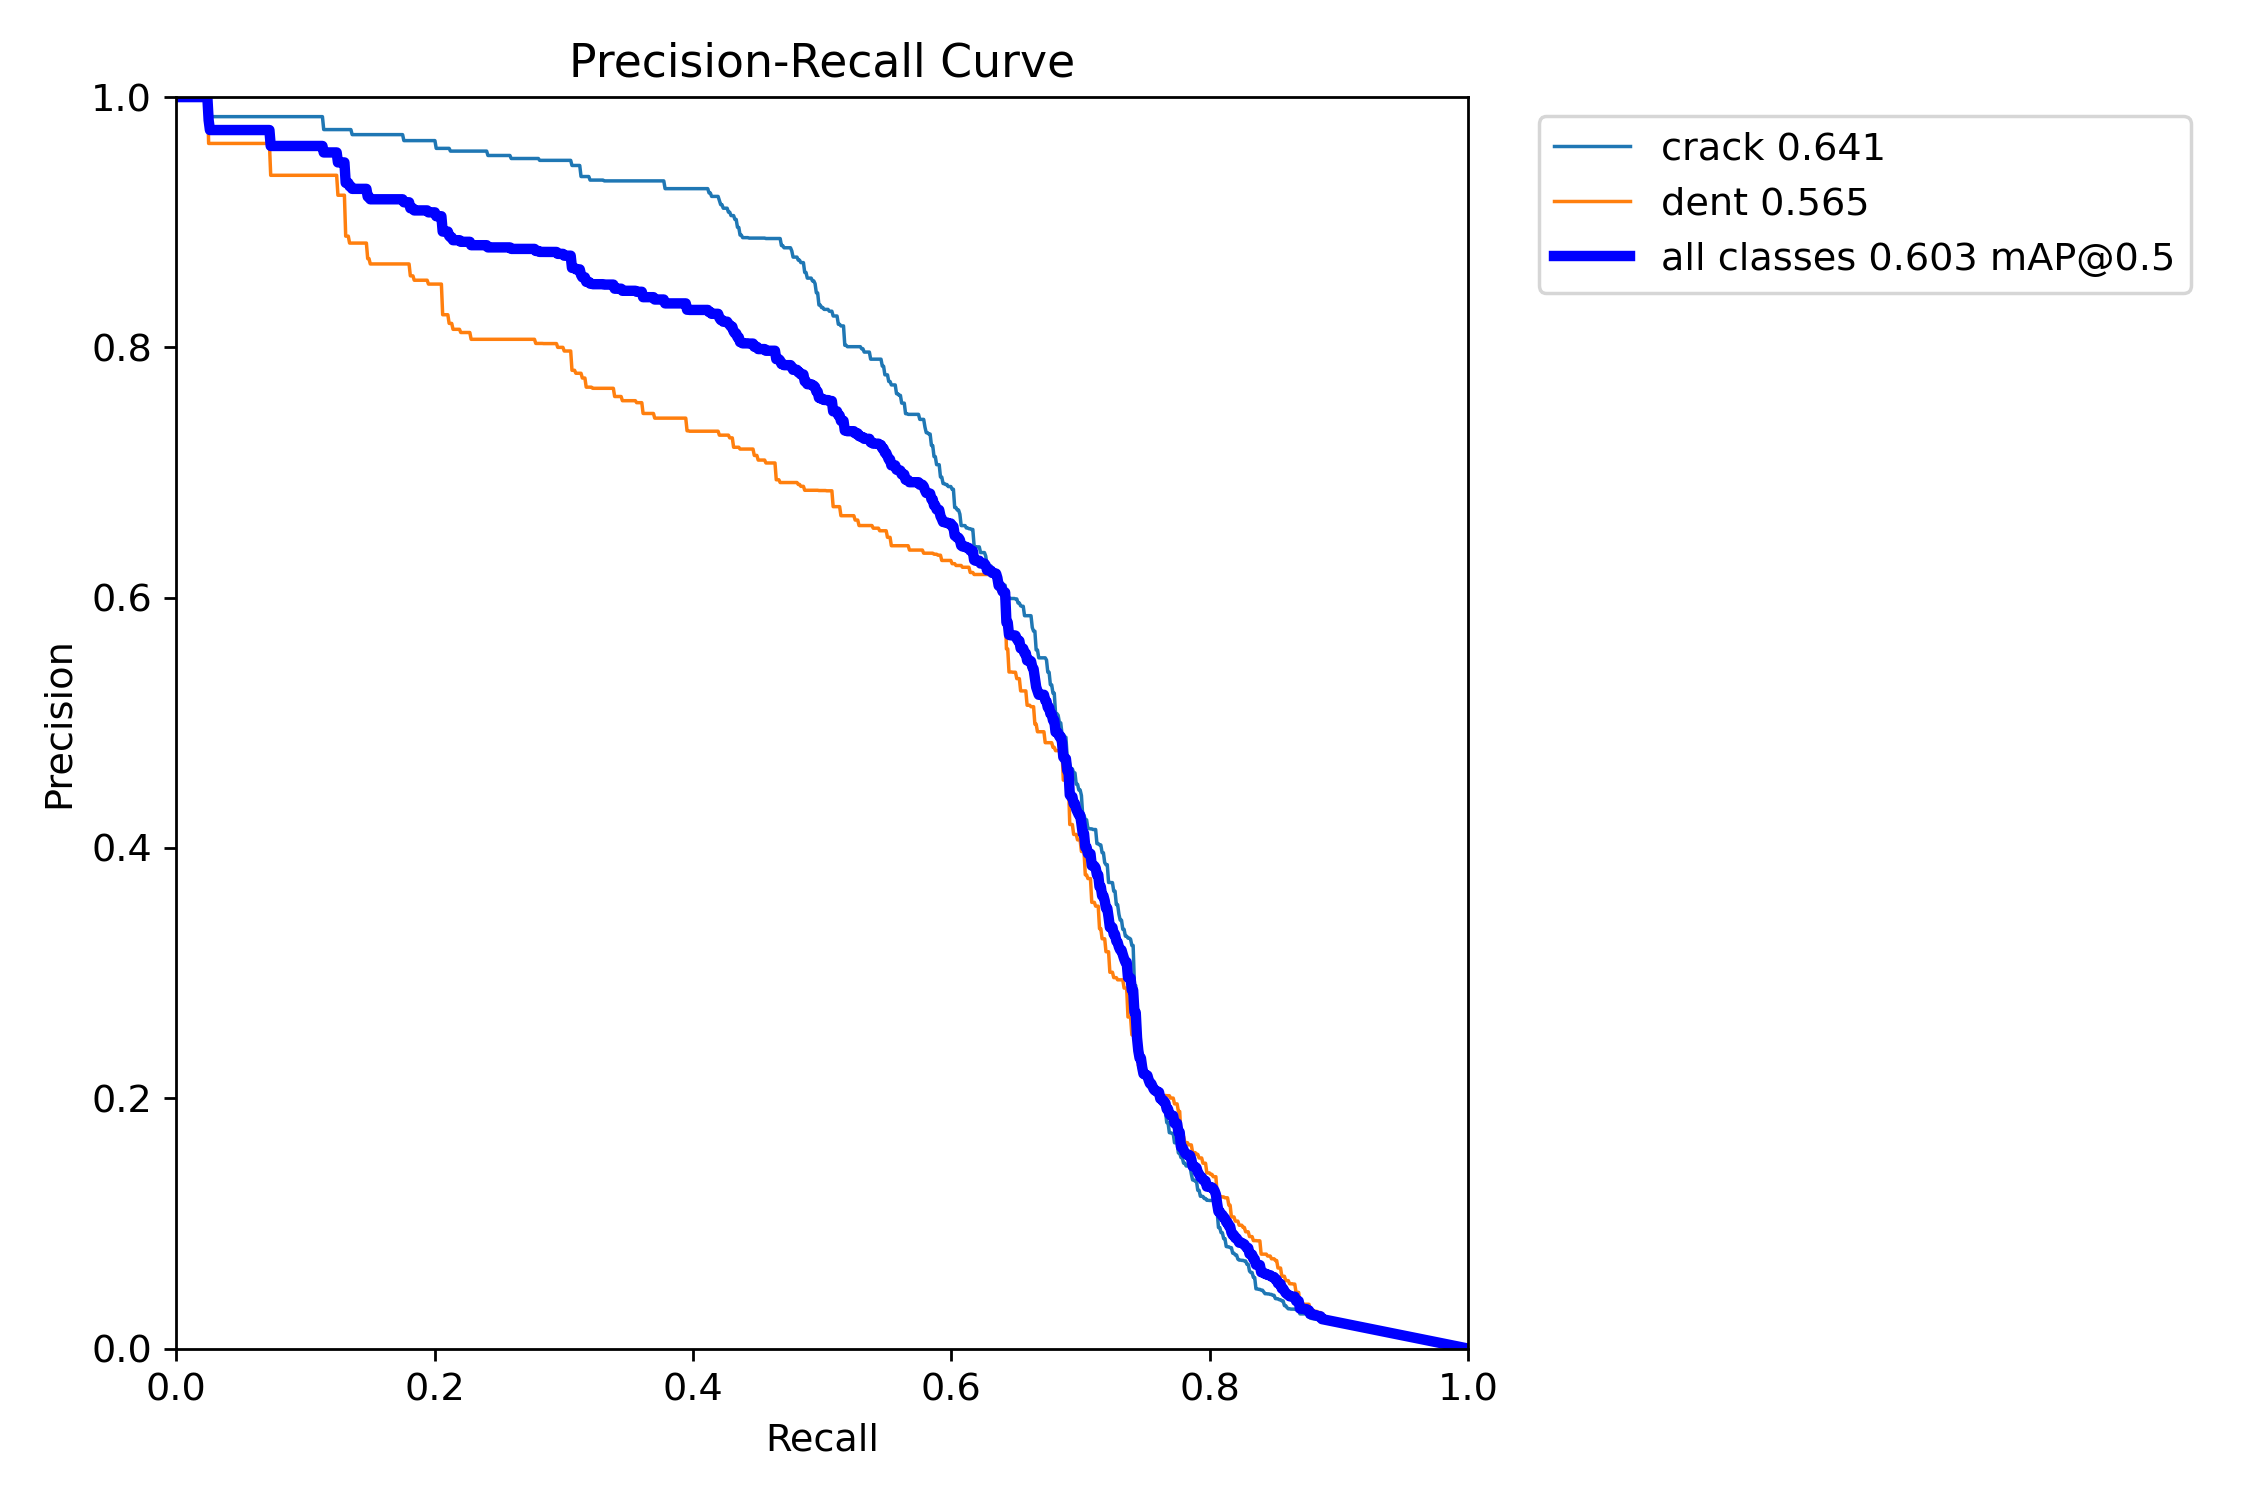 Precision-Recall Curve
1.0
0.8
0.6
0.4
0.2
0.0
Precision
0.0 0.2 0.4 0.6 0.8 1.0
Recall
crack 0.641
dent 0.565
all classes 0.603 mAP@0.5